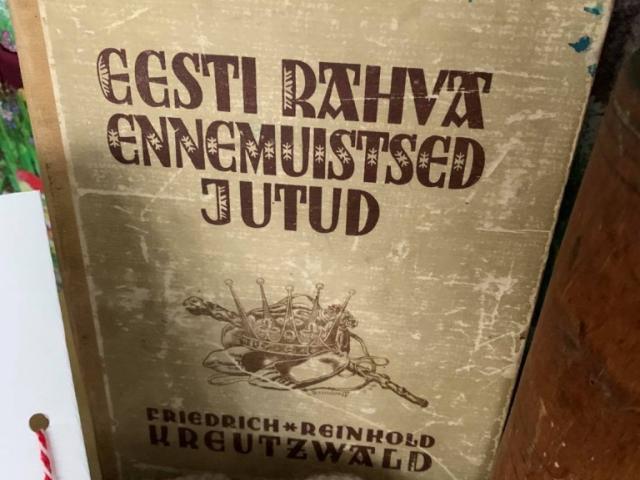 EESTI RAHVA
ENNEMUISTSED
JUTUD
FRIEDRICH*REINHOLD
KREUTZWALD